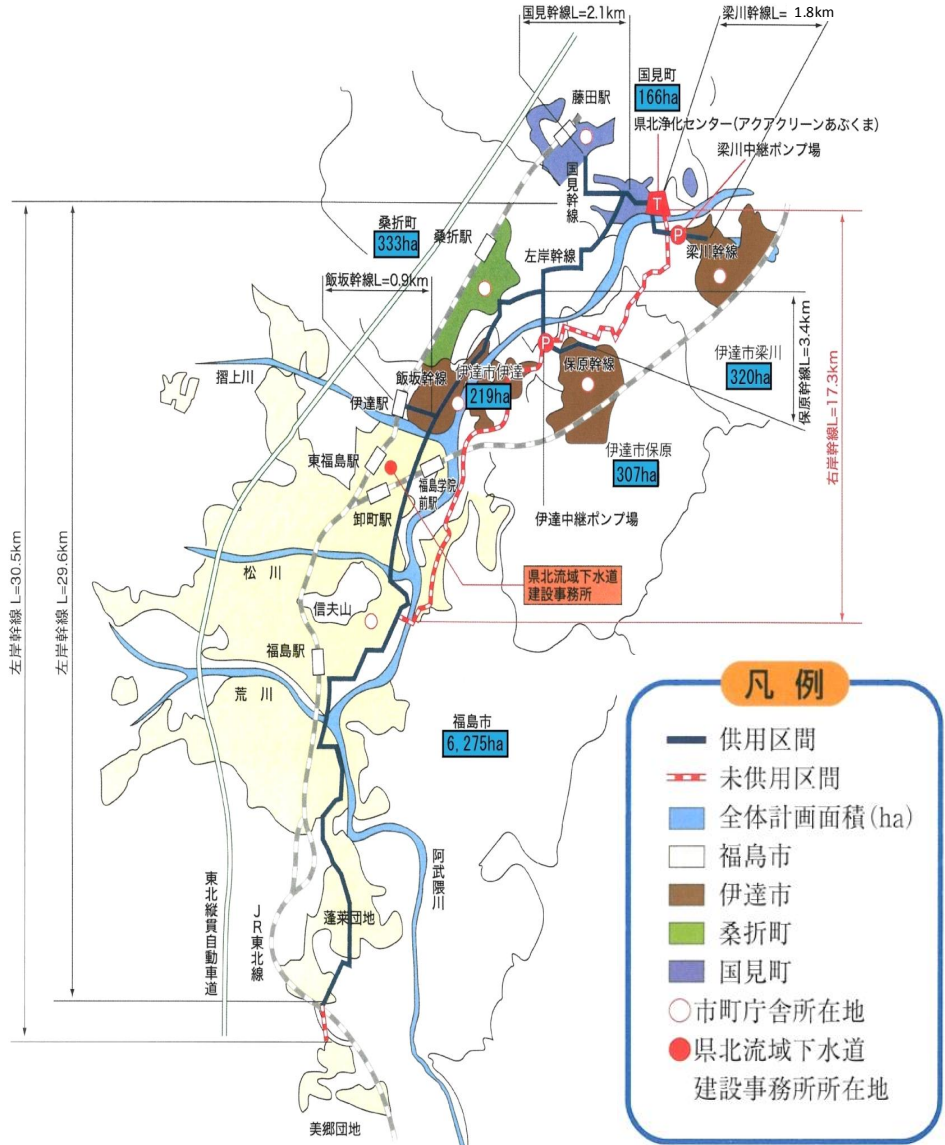 国見幹線L=2.1km
梁川幹線L= 1.8km
国見町
166ha
藤田駅
県北浄化センター(アクアクリーンあぶくま)
梁川中継ポンプ場
国見幹線
T
P
梁川幹線
桑折町
333ha
桑折駅
左岸幹線
飯坂幹線L=0.9km
P
保原幹線
伊達市梁川
320ha
保原幹線L=3.4km
右岸幹線L=17.3km
摺上川
飯坂幹線
伊達市伊達
219ha
伊達駅
伊達市保原
307ha
東福島駅
福島学院
前駅
卸町駅
伊達中継ポンプ場
松川
県北流域下水道
建設事務所
信夫山
福島駅
荒川
左岸幹線 L=30.5km
左岸幹線 L=29.6km
福島市
6,275ha
阿武隈川
東北縦貫自動車道
JR東北線
蓬莱団地
美郷団地
凡例
供用区間
未供用区間
全体計画面積(ha)
福島市
伊達市
桑折町
国見町
市町庁舎所在地
県北流域下水道
建設事務所所在地